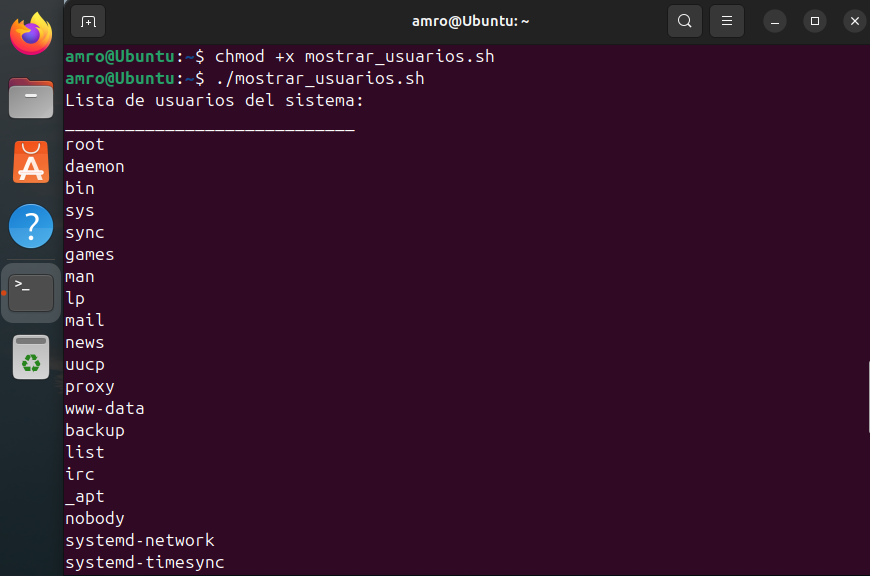 amro@Ubuntu: ~
amro@Ubuntu:~$ chmod +x mostrar_usuarios.sh
amro@Ubuntu:~$ ./mostrar_usuarios.sh
Lista de usuarios del sistema:
_____________________________
root
daemon
bin
sys
sync
games
man
lp
mail
news
uucp
proxy
www-data
backup
list
irc
_apt
nobody
systemd-network
systemd-timesync